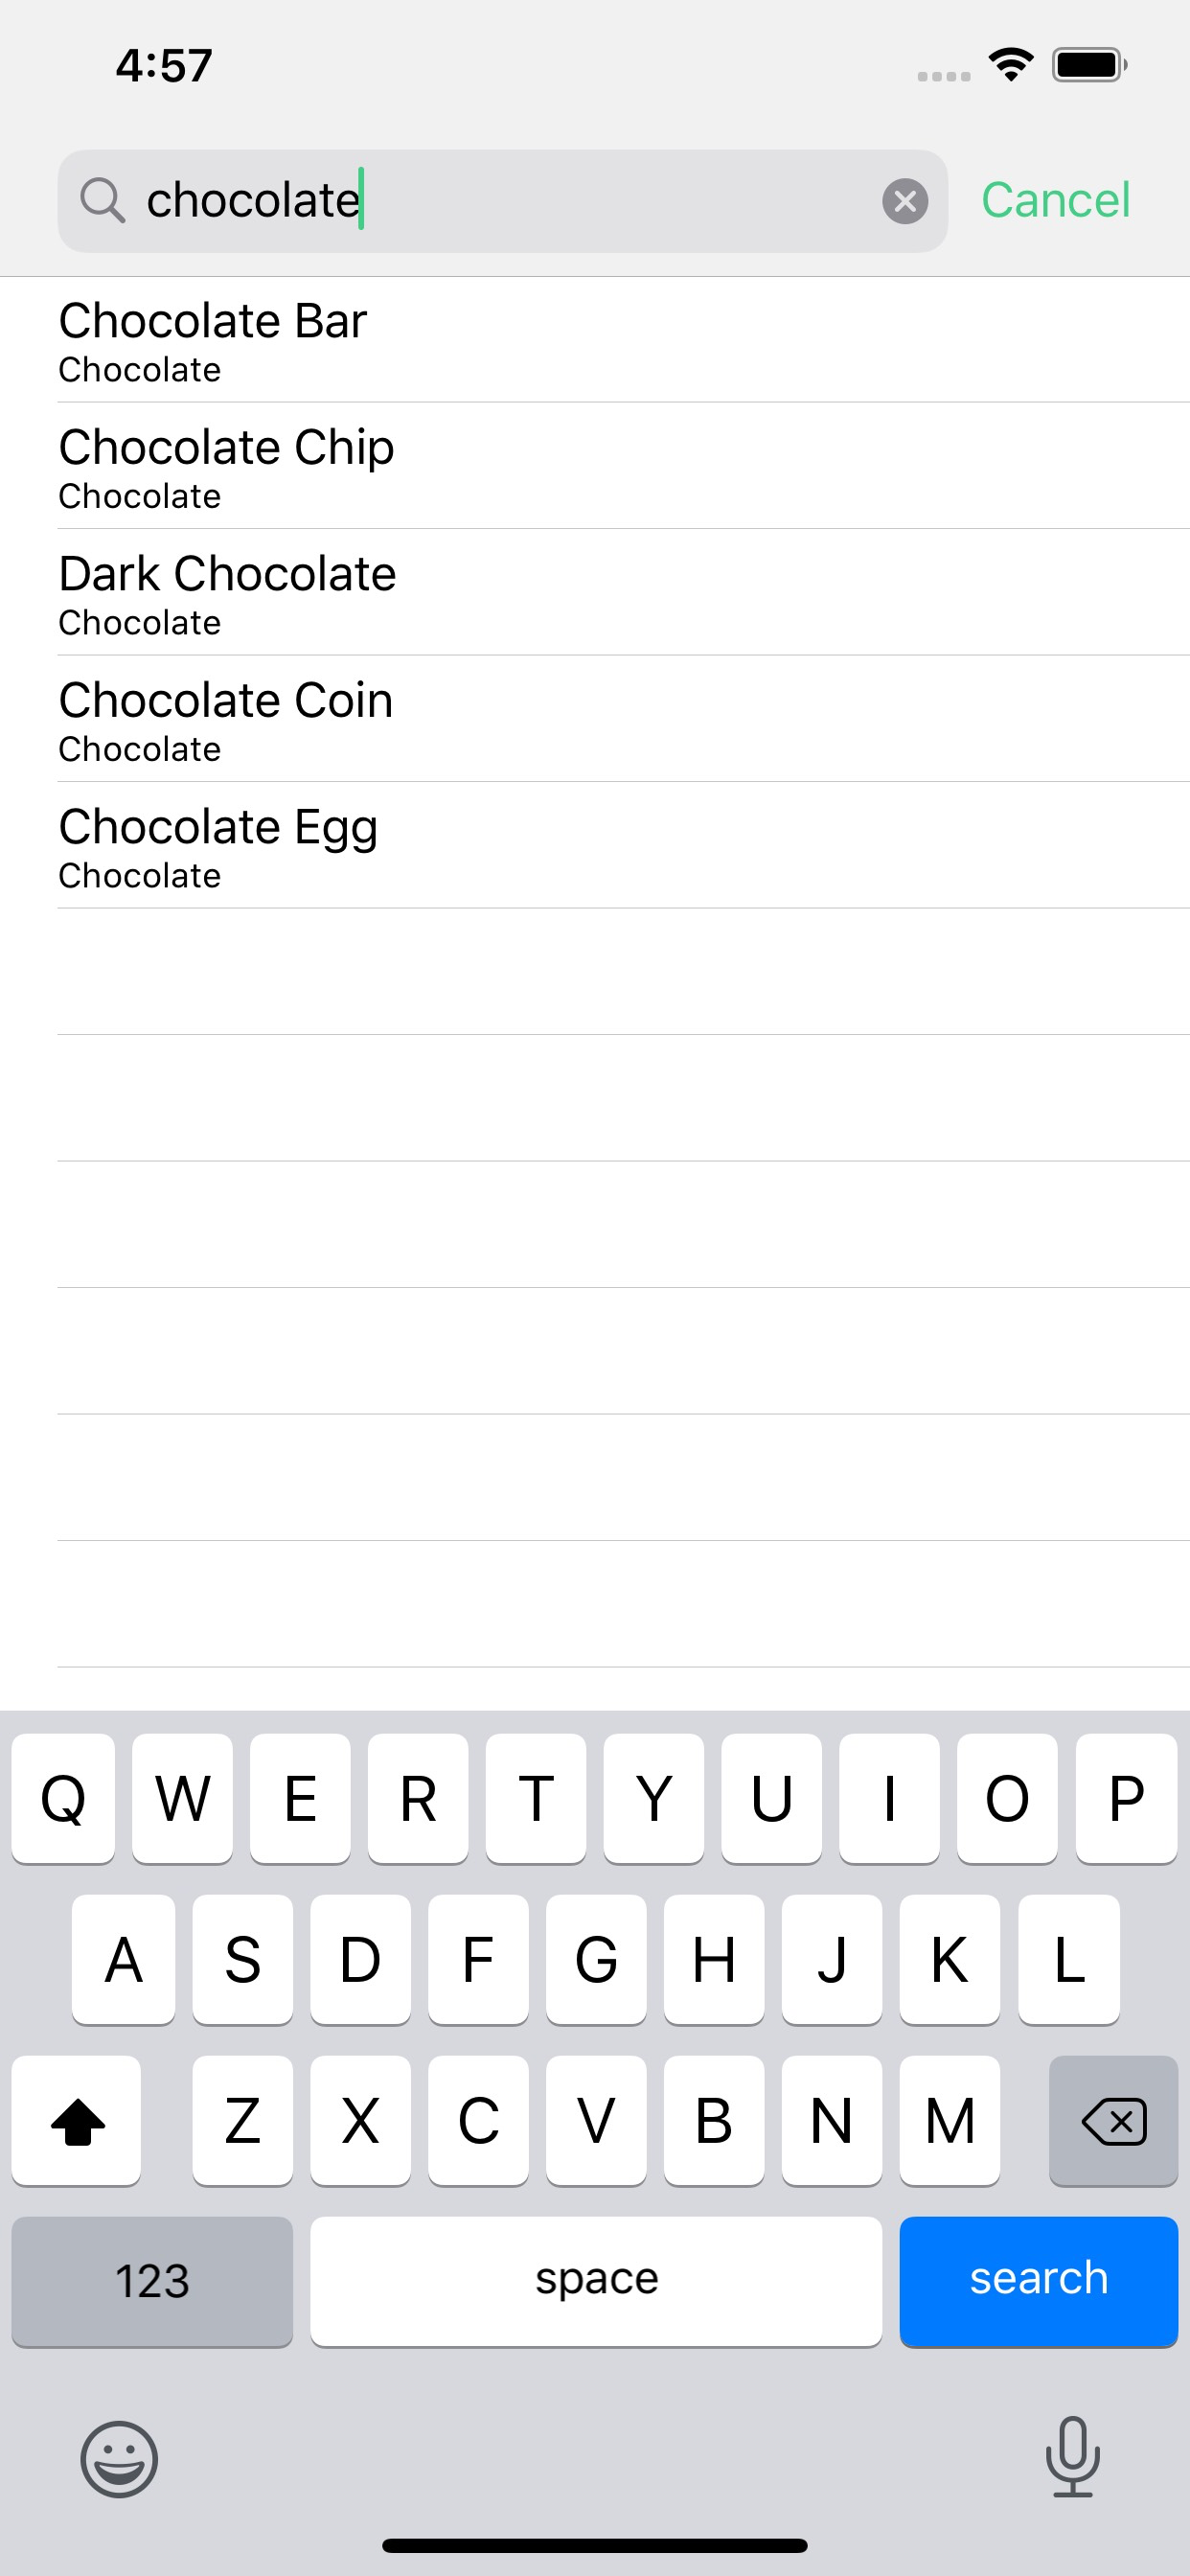 4:57
chocolate
Cancel
Chocolate Bar
Chocolate
Chocolate Chip
Chocolate
Dark Chocolate
Chocolate
Chocolate Coin
Chocolate
Chocolate Egg
Chocolate
Q W E R T Y U I O P
A S D F G H J K L
Z X C V B N M
123 space search